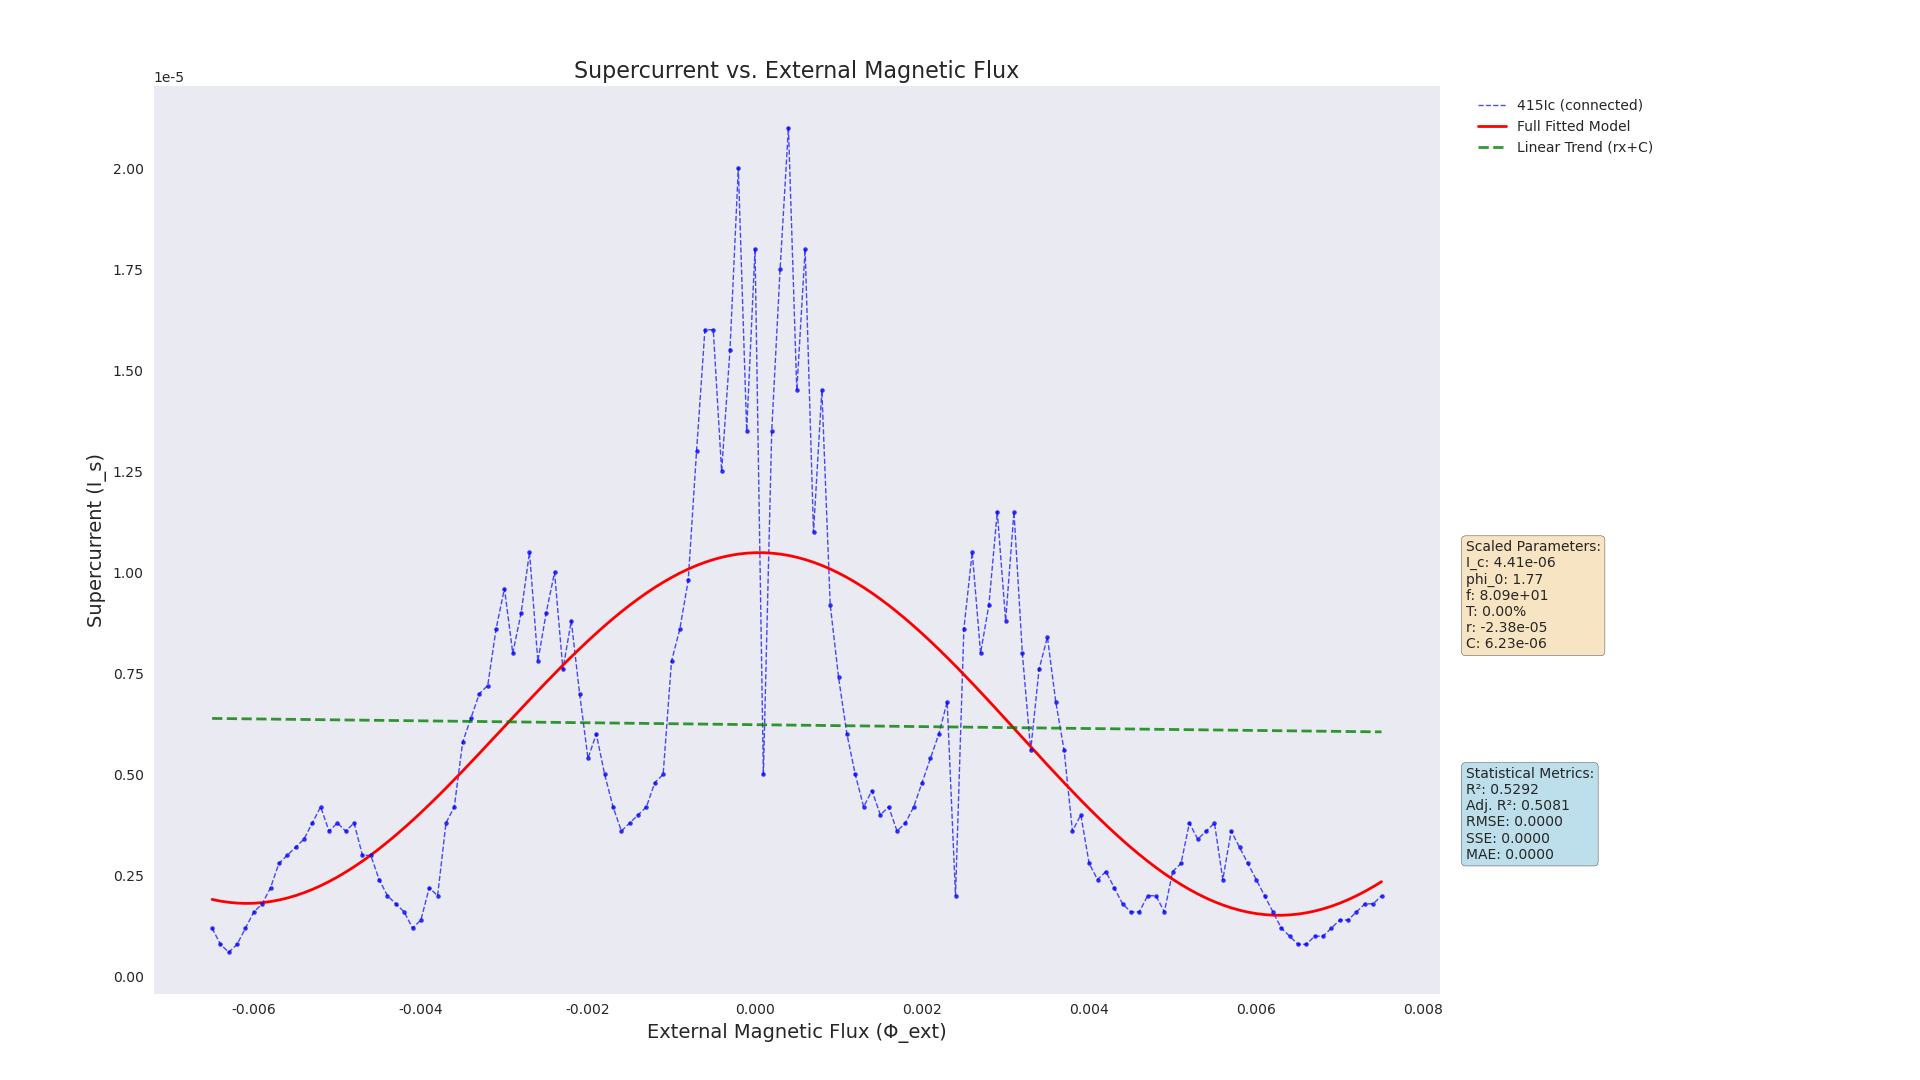 Supercurrent vs. External Magnetic Flux
1e-5
2.00
1.75
1.50
1.25
1.00
0.75
0.50
0.25
0.00
Supercurrent (I_s)
-0.006
-0.004
-0.002
0.000
0.002
0.004
0.006
0.008
External Magnetic Flux (Φ_ext)
415Ic (connected)
Full Fitted Model
Linear Trend (rx+C)
Scaled Parameters:
I_c: 4.41e-06
phi_0: 1.77
f: 8.09e+01
T: 0.00%
r: -2.38e-05
C: 6.23e-06
Statistical Metrics:
R²: 0.5292
Adj. R²: 0.5081
RMSE: 0.0000
SSE: 0.0000
MAE: 0.0000